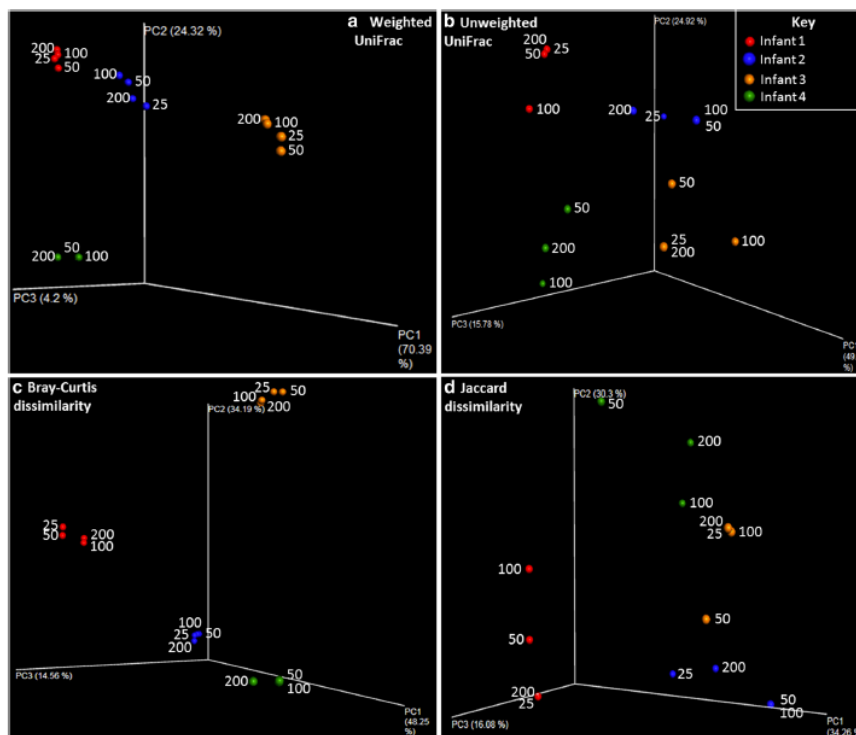 a Weighted
UniFrac
PC2 (24.32 %)
200
100
25
50
100
50
200
25
200
100
25
50
50
200
100
PC3 (4.2 %)
PC1
(70.39
%)
b Unweighted
UniFrac
PC2 (24.92 %)
Key
Infant 1
Infant 2
Infant 3
Infant 4
200
25
50
100
200
25
100
50
50
25
200
100
50
200
100
PC3 (15.78 %)
PC1
(49.
%)
c Bray-Curtis
dissimilarity
PC2 (34.19 %)
25
50
100
200
25
50
200
100
100
25
50
200
200
50
100
PC3 (14.56 %)
PC1
(48.25
%)
d Jaccard
dissimilarity
PC2 (30.3 %)
50
200
100
200
25
100
100
50
50
25
200
200
25
50
100
PC3 (16.08 %)
PC1
(34.26 %